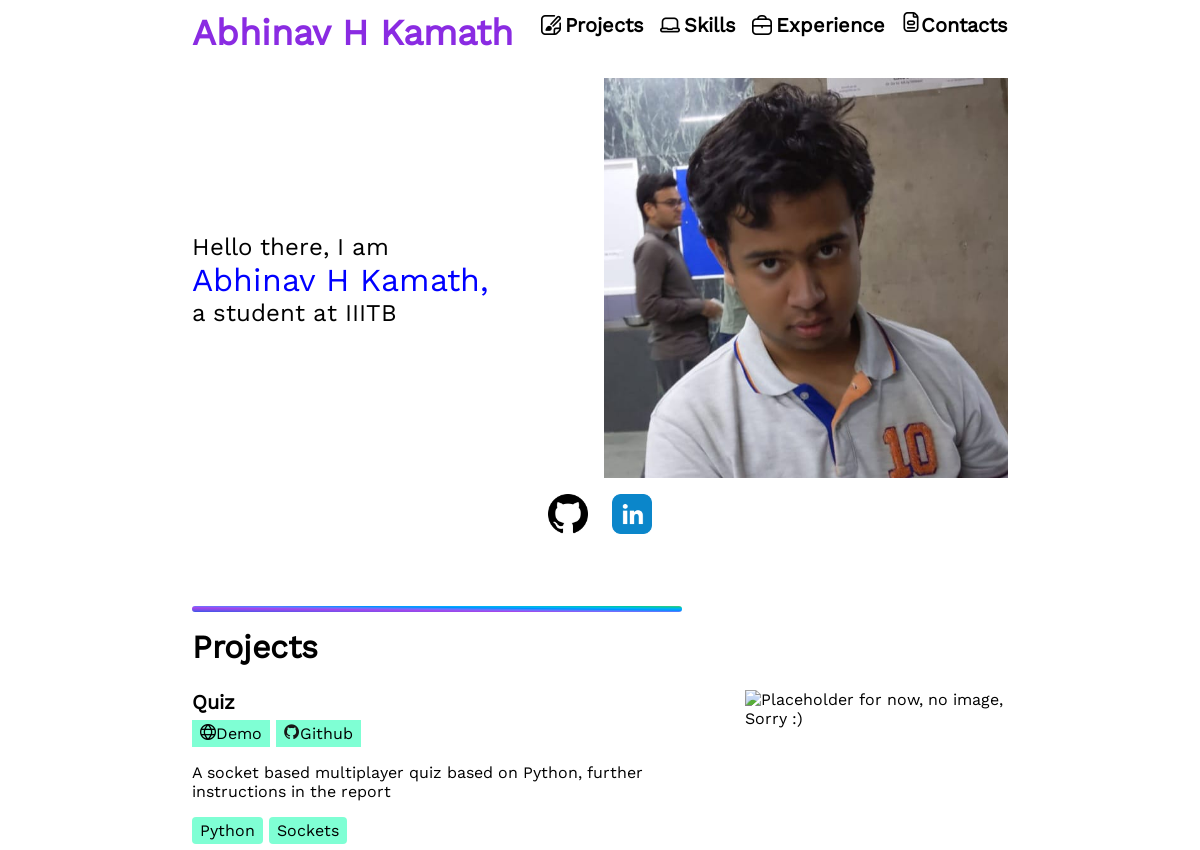 Abhinav H Kamath
Projects
Skills
Experience
Contacts
Hello there, I am
Abhinav H Kamath,
a student at IIITB
10
in
Projects
Quiz
Demo
Github
Placeholder for now, no image,
Sorry :)
A socket based multiplayer quiz based on Python, further
instructions in the report
Python
Sockets